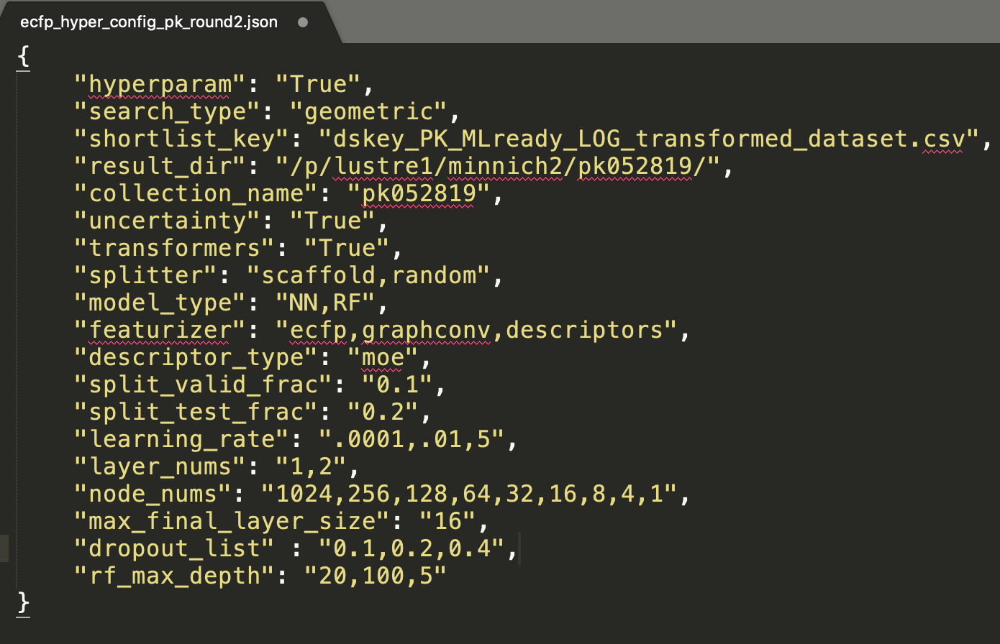 ecfp_hyper_config_pk_round2.json
{
"hyperparam": "True",
"search_type": "geometric",
"shortlist_key": "dskey_PK_MLready_LOG_transformed_dataset.csv",
"result_dir": "/p/lustre1/minnich2/pk052819/",
"collection_name": "pk052819",
"uncertainty": "True",
"transformers": "True",
"splitter": "scaffold,random",
"model_type": "NN,RF",
"featurizer": "ecfp,graphconv,descriptors",
"descriptor_type": "moe",
"split_valid_frac": "0.1",
"split_test_frac": "0.2",
"learning_rate": ".0001,.01,5",
"layer_nums": "1,2",
"node_nums": "1024,256,128,64,32,16,8,4,1",
"max_final_layer_size": "16",
"dropout_list" : "0.1,0.2,0.4",
"rf_max_depth": "20,100,5"
}